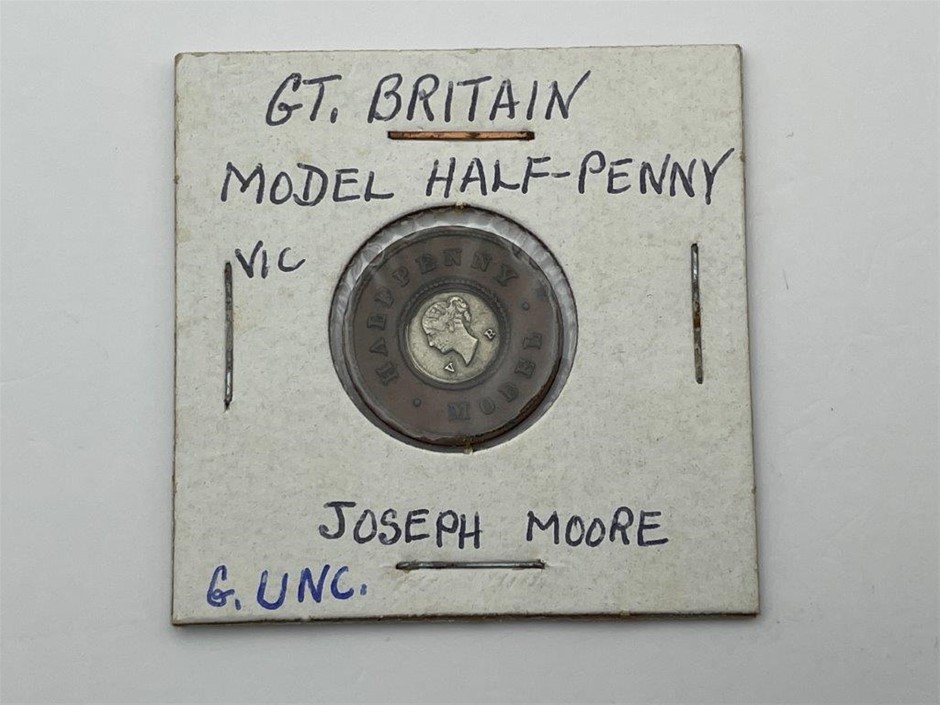 GT. BRITAIN
MODEL HALF-PENNY
VIC
HALFPENNY · MODEL ·
V R
JOSEPH MOORE
G. UNC.